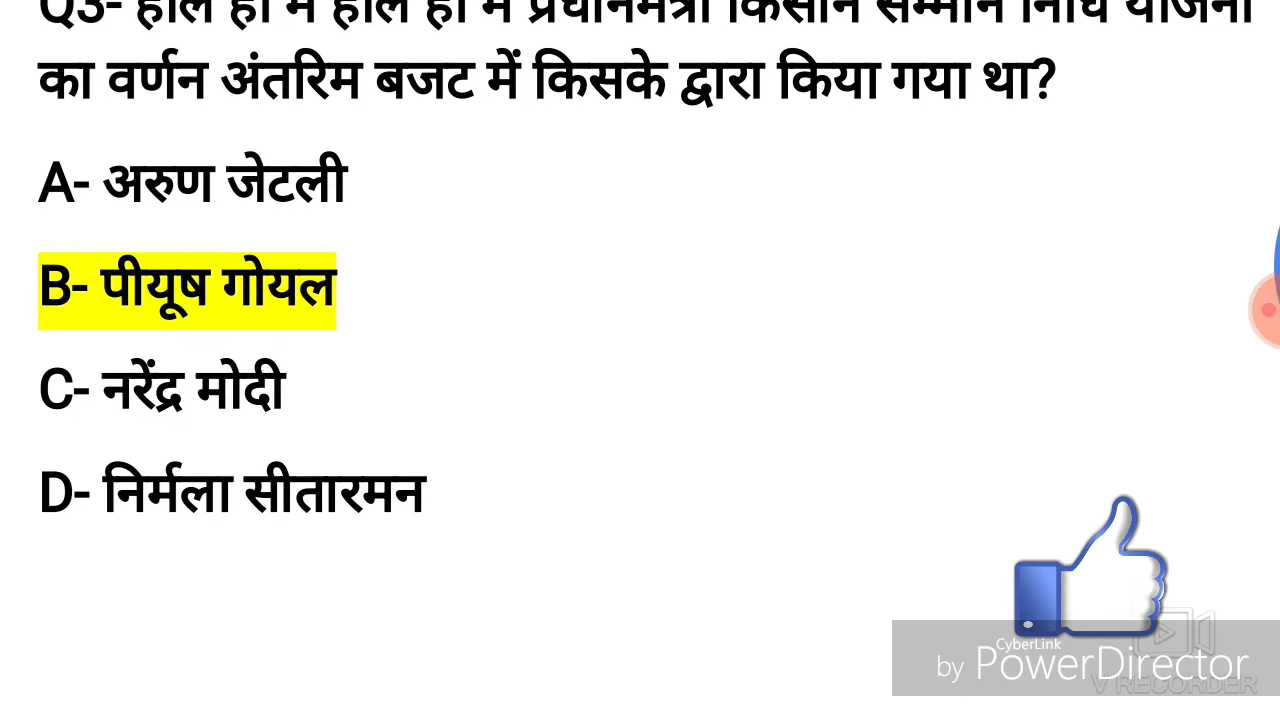 Q3- हाल ही में हाल ही में प्रधानमंत्री किसान सम्मान निधि योजना
का वर्णन अंतरिम बजट में किसके द्वारा किया गया था?
A- अरुण जेटली
B- पीयूष गोयल
C- नरेंद्र मोदी
D- निर्मला सीतारमन
CyberLink
by PowerDirector
V RECORDER